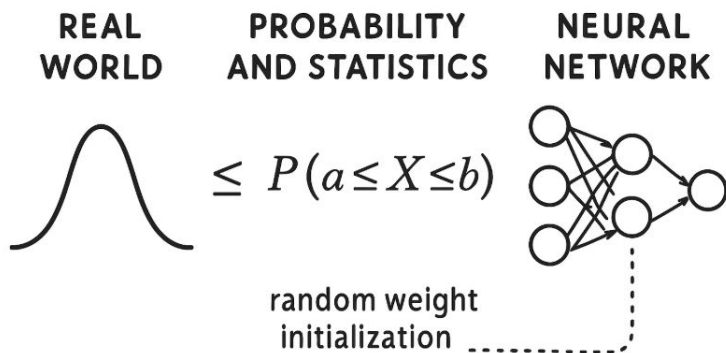 REAL
WORLD
PROBABILITY
AND STATISTICS
NEURAL
NETWORK
≤ P(a ≤ X ≤ b)
random weight
initialization